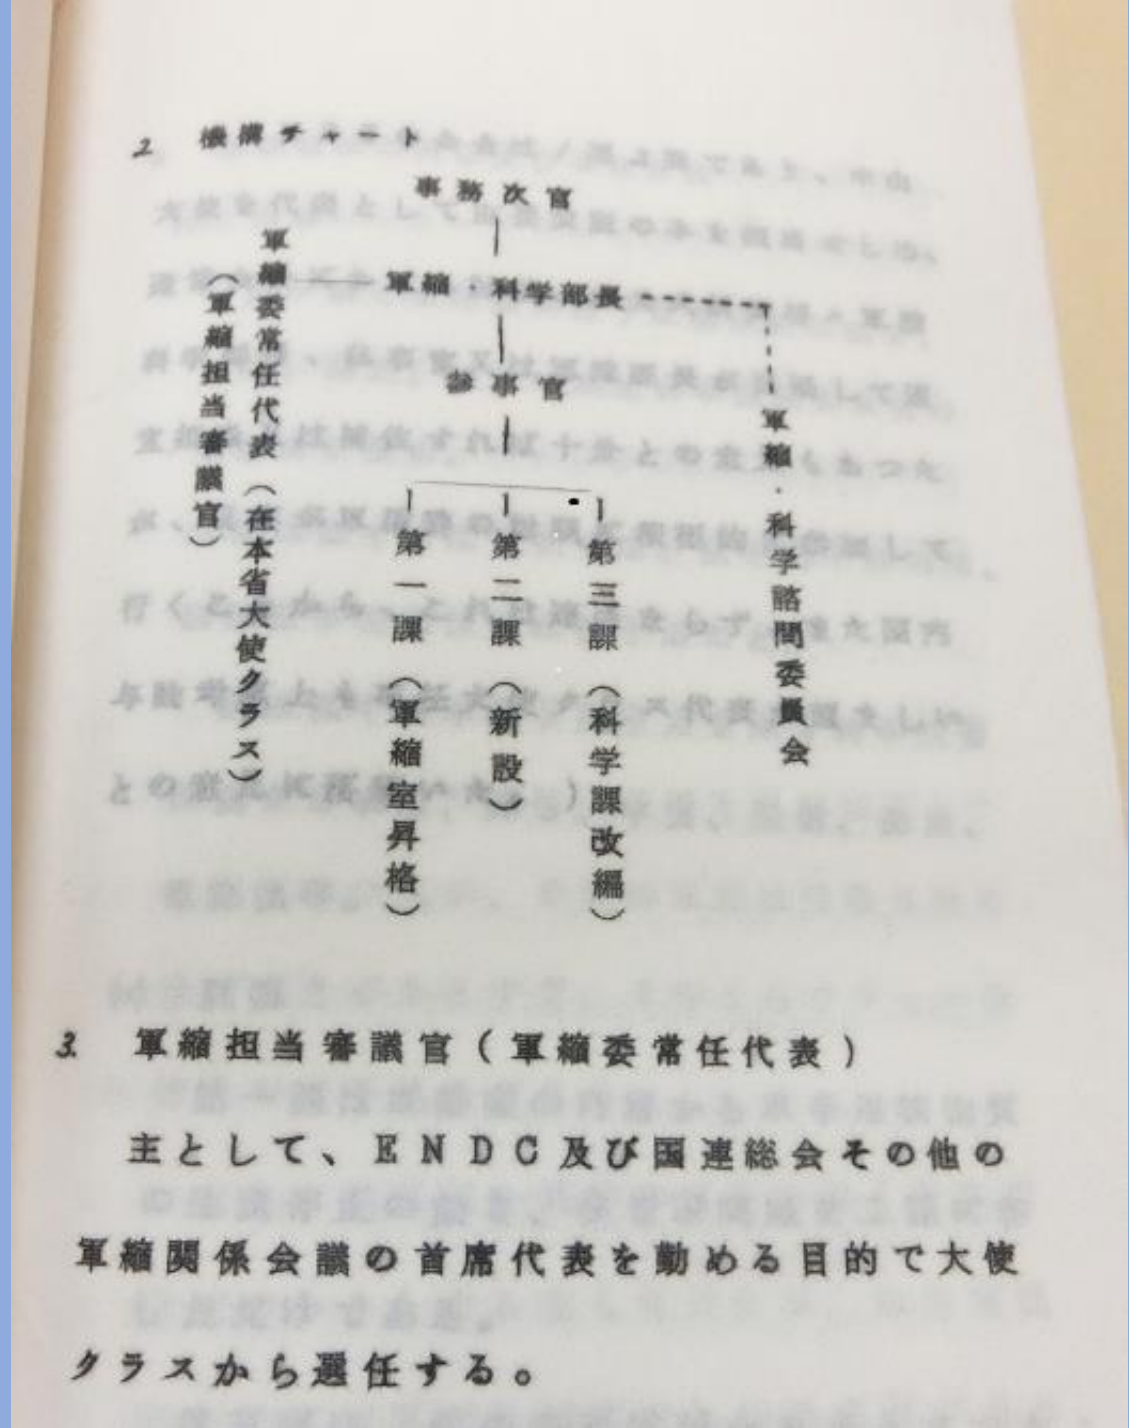 2 機構チャート
事務次官
軍縮・科学部長
軍縮委常任代表(在本省大使クラス)
(軍縮担当審議官)
参事官
第一課(軍縮室昇格)
第二課(新設)
第三課(科学課改編)
軍縮・科学諮問委員会
3. 軍縮担当審議官(軍縮委常任代表)
主として、ENDC及び国連総会その他の
軍縮関係会議の首席代表を勤める目的で大使
クラスから選任する。